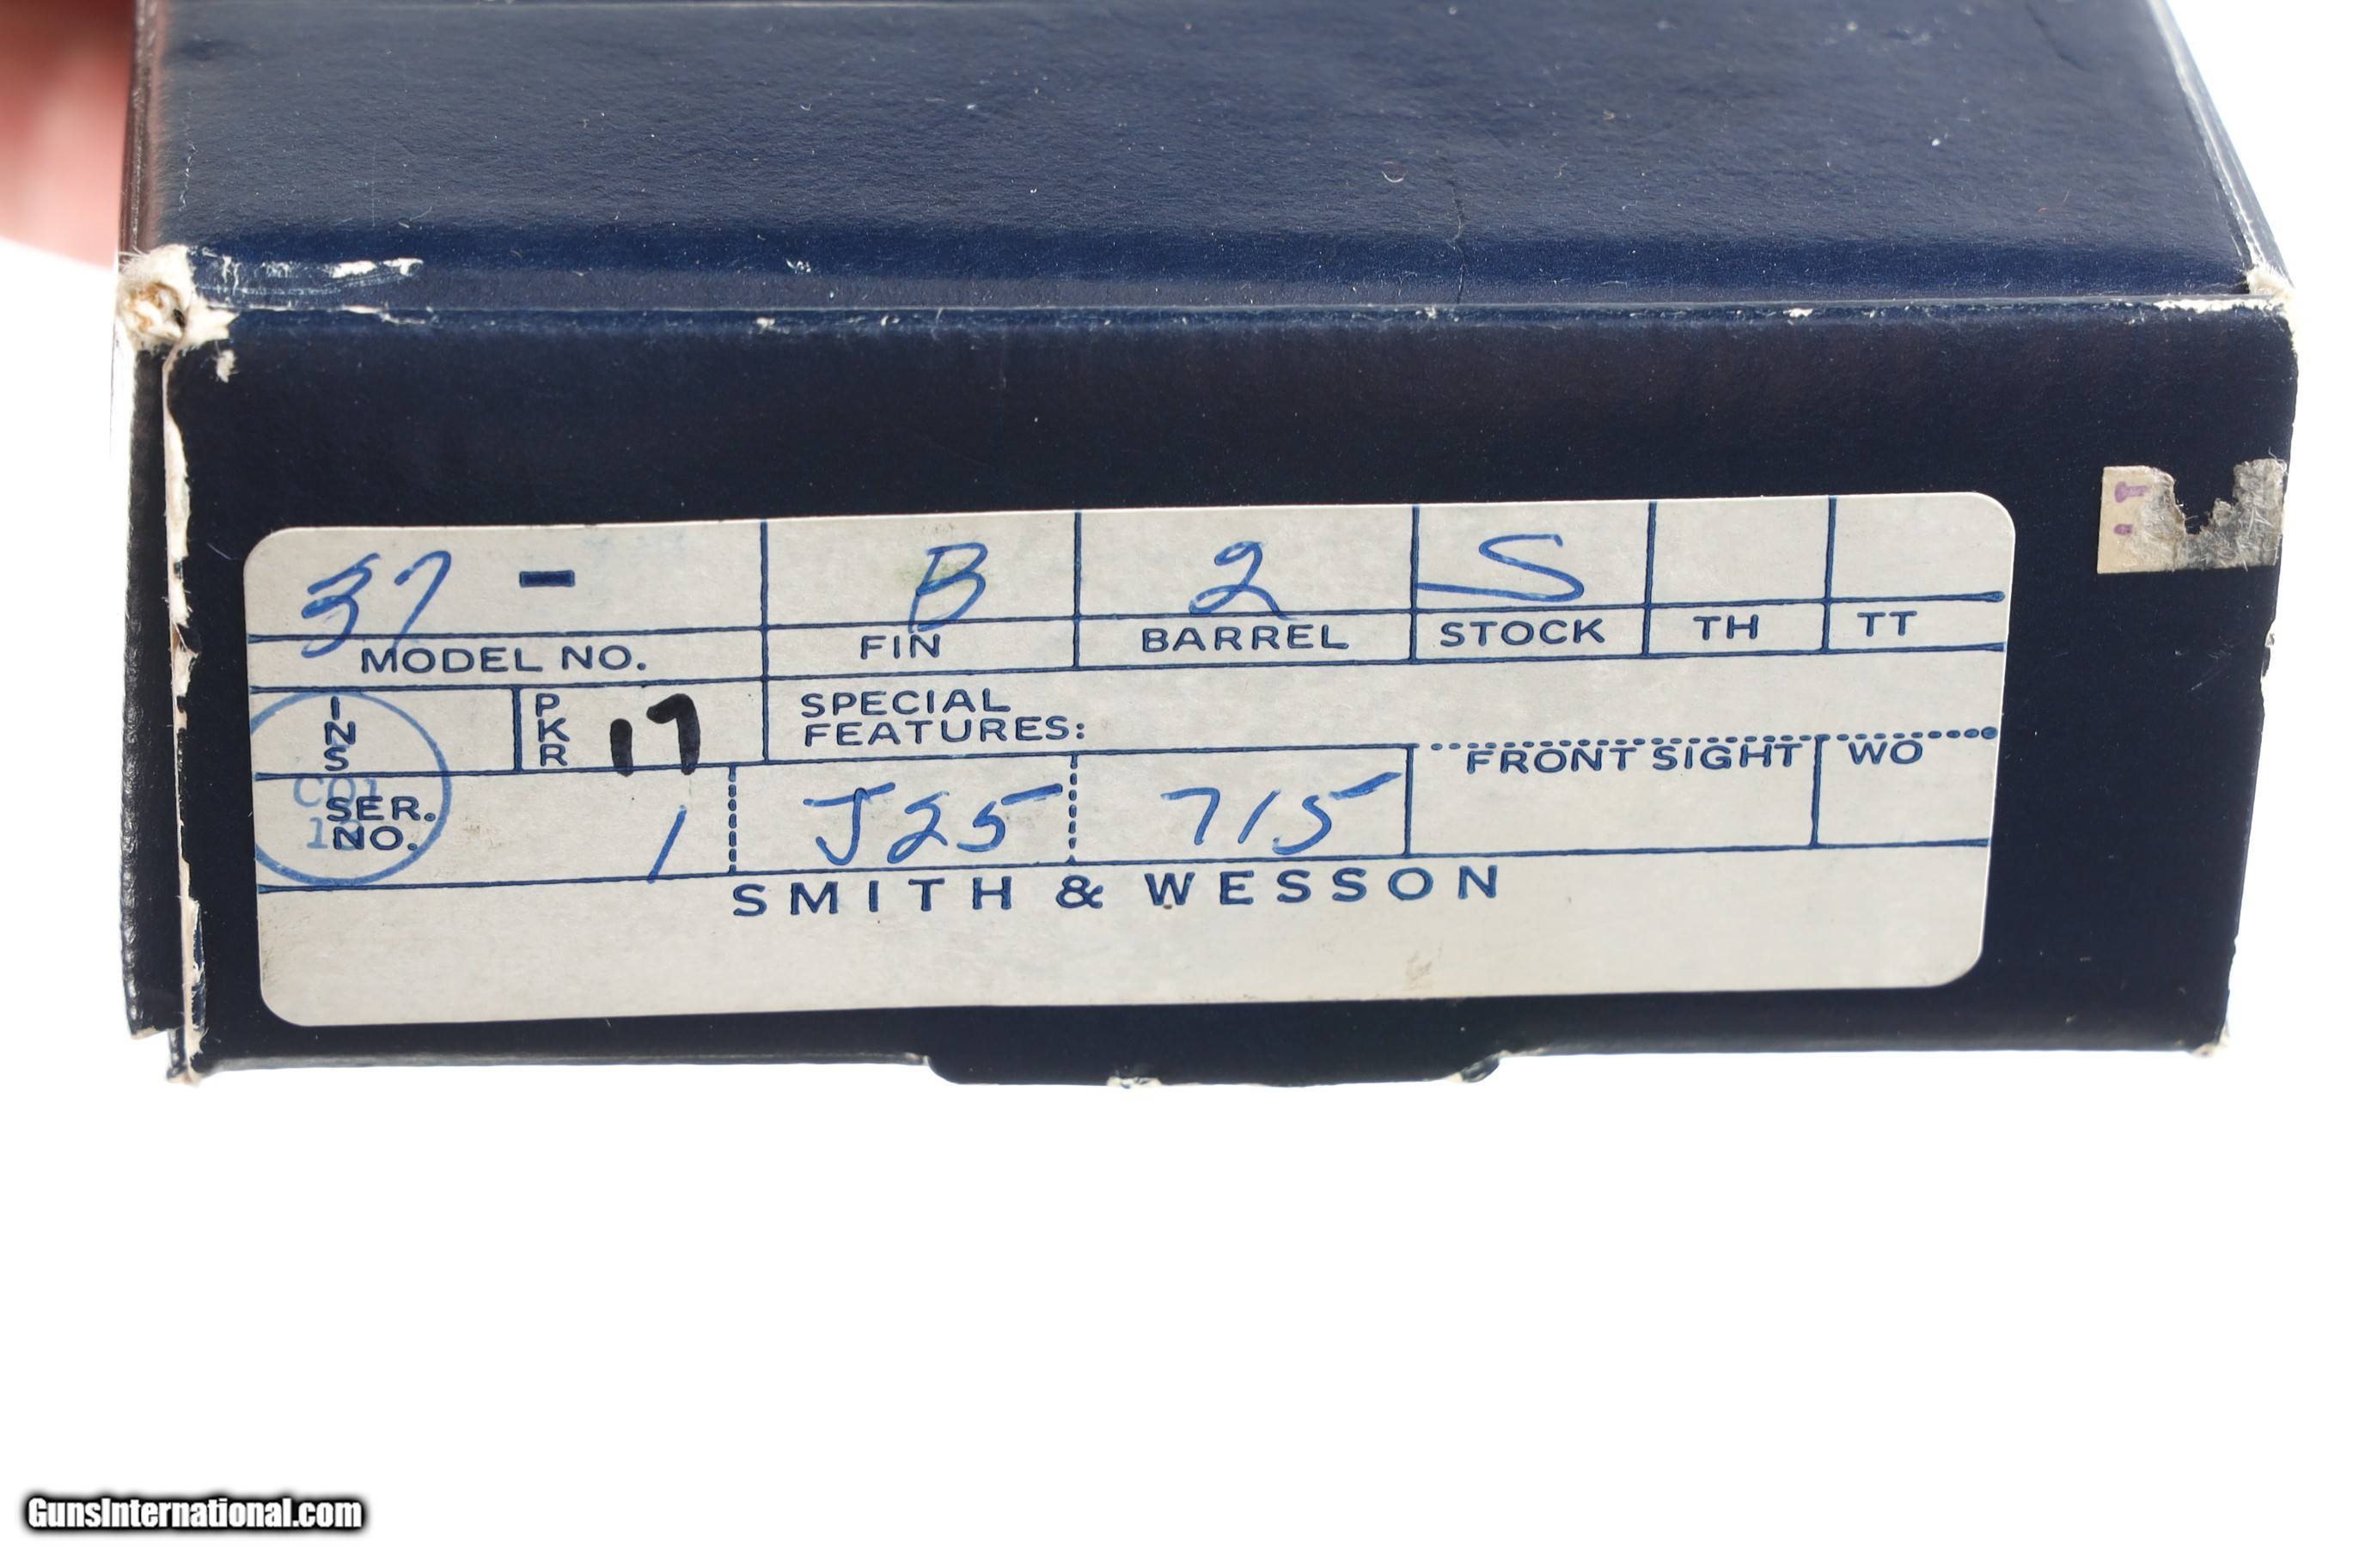 37 - B 2 S
MODEL NO. FIN BARREL STOCK TH TT
INS PKR 17 SPECIAL FEATURES:
FRONT SIGHT WO
SER. NO. 1 J25 715
SMITH & WESSON
GunsInternational.com